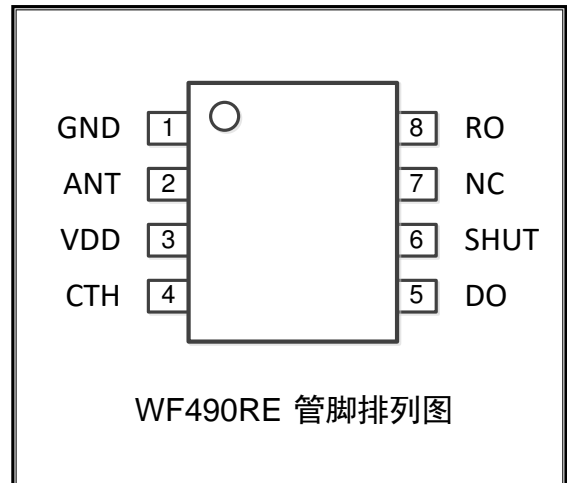 GND 1 8 RO
ANT 2 7 NC
VDD 3 6 SHUT
CTH 4 5 DO
WF490RE 管脚排列图